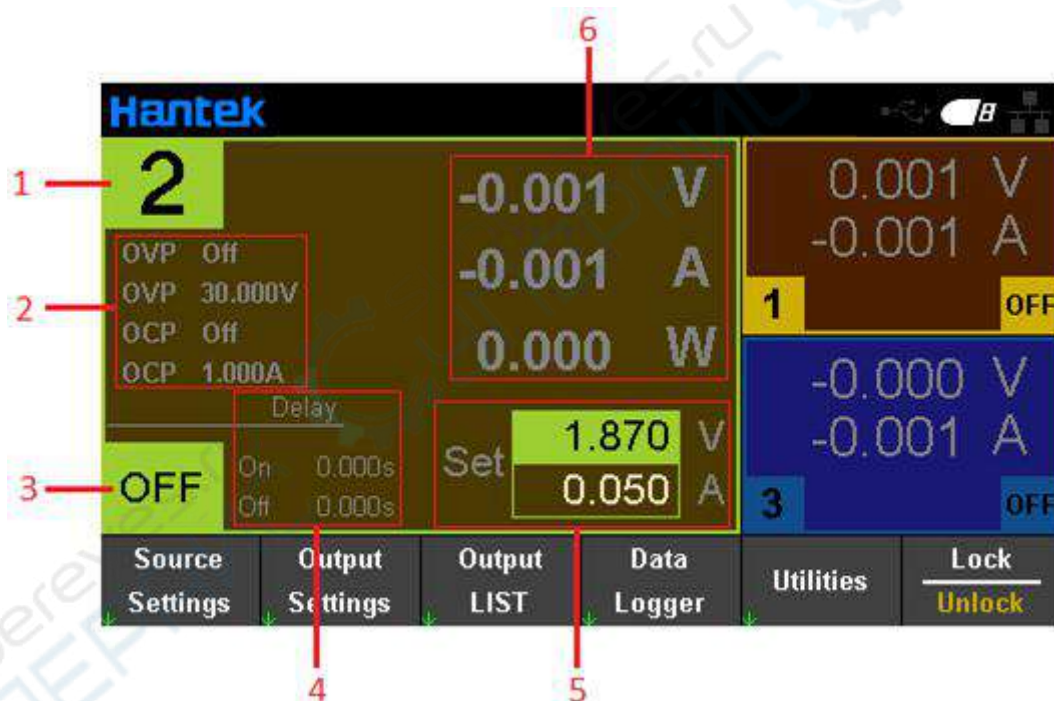 6
Hantek
8
1
2
-0.001 V
-0.001 A
0.000 W
0.001 V
-0.001 A
1 OFF
2
OVP Off
OVP 30.000V
OCP Off
OCP 1.000A
-0.000 V
-0.001 A
3 OFF
Delay
On 0.000s
Off 0.000s
3
OFF
Set 1.870 V
0.050 A
Source Settings
Output Settings
Output LIST
Data Logger
Utilities
Lock
Unlock
4
5